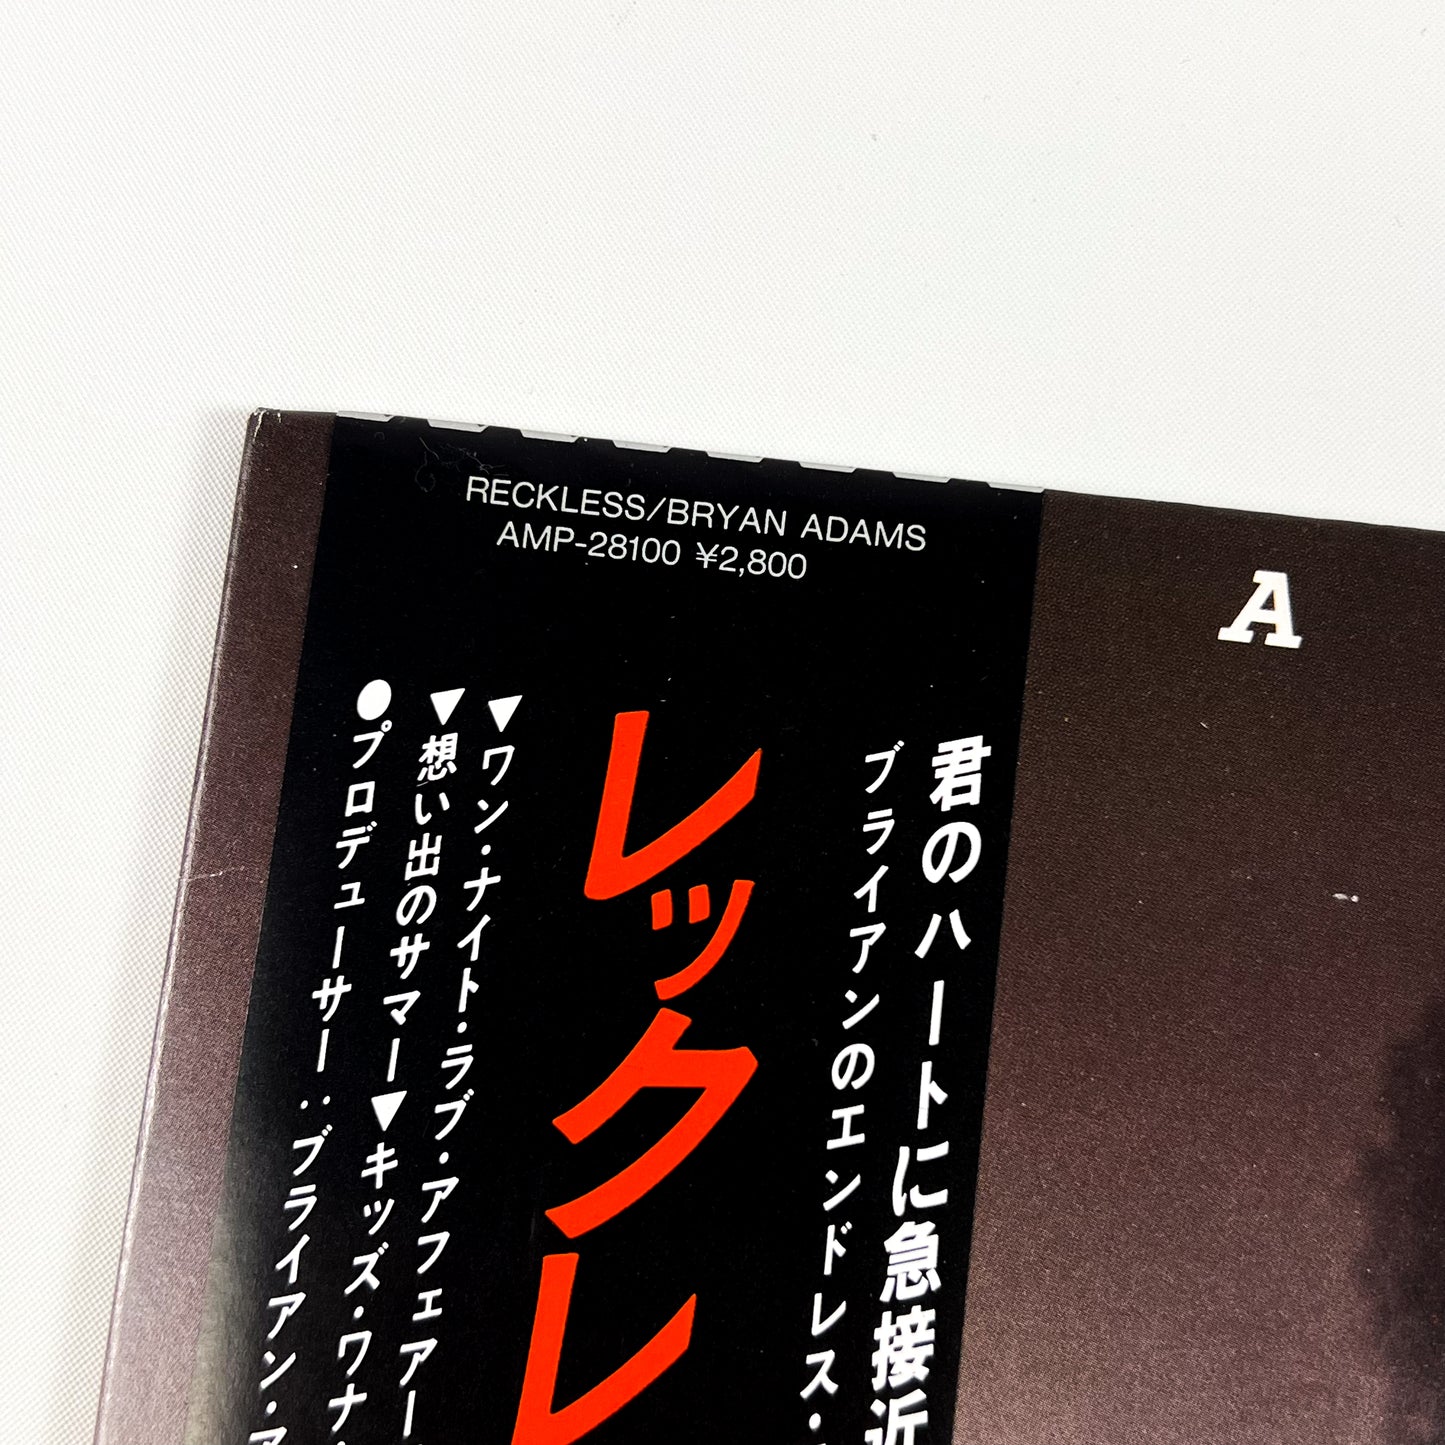 RECKLESS/BRYAN ADAMS
AMP-28100 ¥2,800
A
君のハートに急接近
ブライアンのエンドレス・
レックレ
▼ワン・ナイト・ラブ・アフェアー
▼想い出のサマー▼キッズ・ワナ・
●プロデューサー:ブライアン・ア